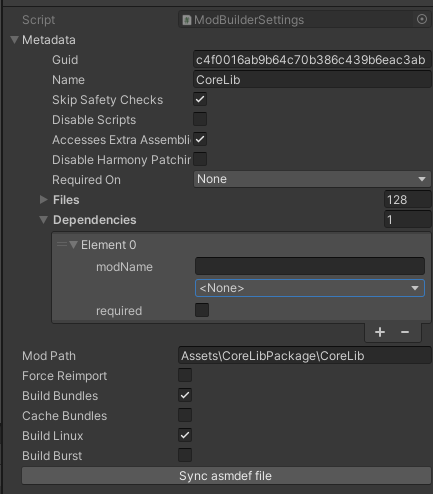 Script ModBuilderSettings
Metadata
Guid c4f0016ab9b64c70b386c439b6eac3ab
Name CoreLib
Skip Safety Checks
Disable Scripts
Accesses Extra Assembli
Disable Harmony Patchin
Required On None
Files 128
Dependencies 1
Element 0
modName
<None>
required
+ −
Mod Path Assets\CoreLibPackage\CoreLib
Force Reimport
Build Bundles
Cache Bundles
Build Linux
Build Burst
Sync asmdef file